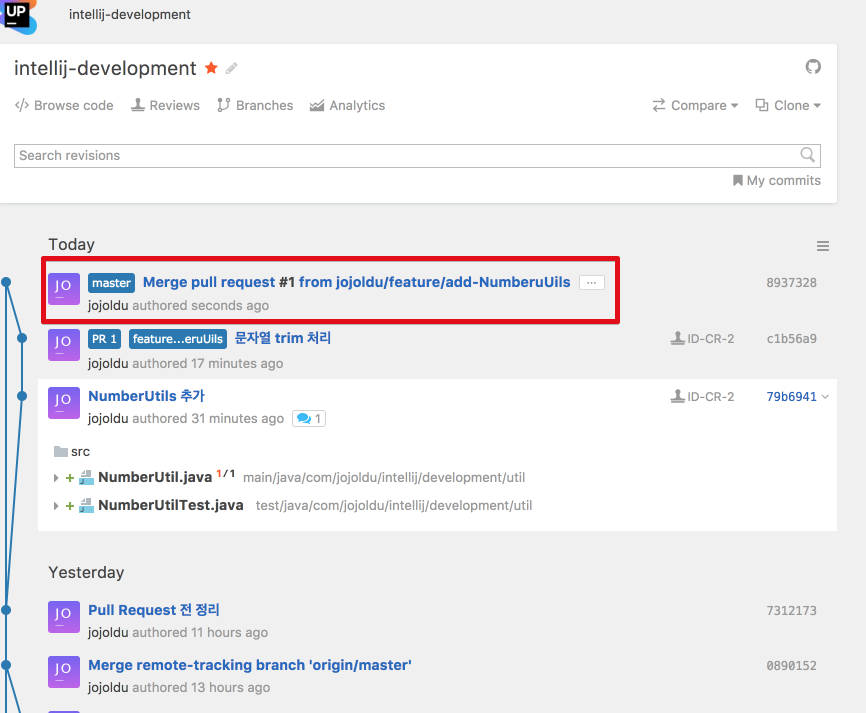 UP
intellij-development
intellij-development
</> Browse code Reviews Branches Analytics Compare Clone
Search revisions
My commits
Today
JO master Merge pull request #1 from jojoldu/feature/add-NumberuUils ... 8937328
jojoldu authored seconds ago
JO PR 1 feature...eruUils 문자열 trim 처리 ID-CR-2 c1b56a9
jojoldu authored 17 minutes ago
JO NumberUtils 추가 ID-CR-2 79b6941
jojoldu authored 31 minutes ago 1
src
+ NumberUtil.java 1/1 main/java/com/jojoldu/intellij/development/util
+ NumberUtilTest.java test/java/com/jojoldu/intellij/development/util
Yesterday
JO Pull Request 전 정리 7312173
jojoldu authored 11 hours ago
JO Merge remote-tracking branch 'origin/master' 0890152
jojoldu authored 13 hours ago